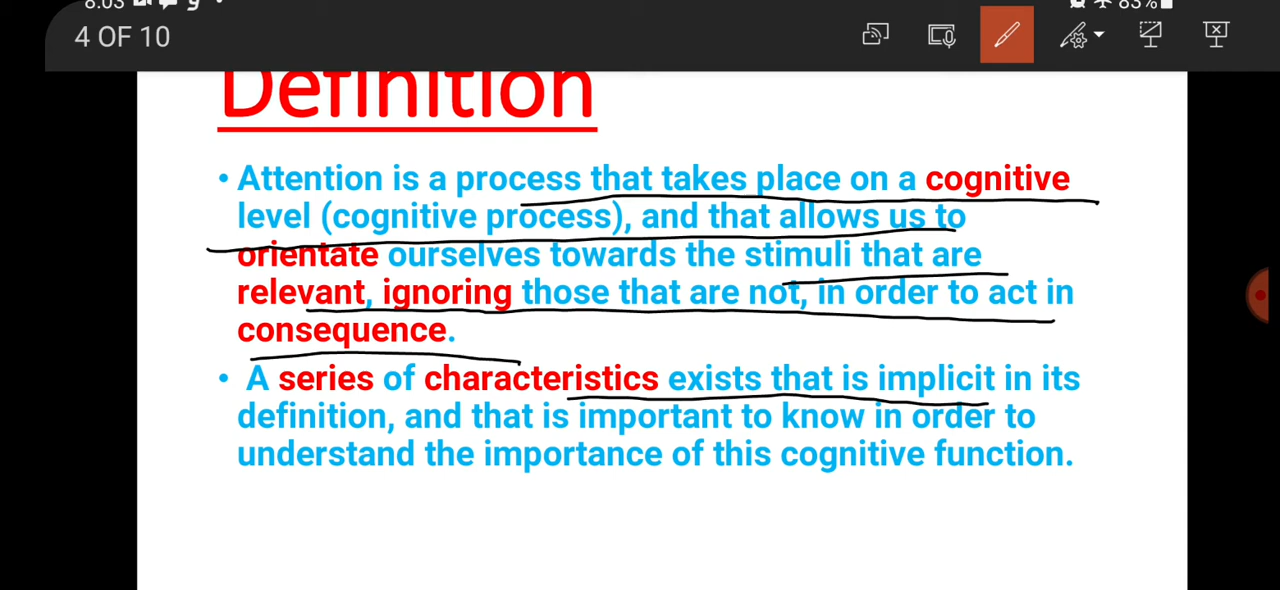 8:03
83%
4 OF 10
Definition
• Attention is a process that takes place on a cognitive
level (cognitive process), and that allows us to
orientate ourselves towards the stimuli that are
relevant, ignoring those that are not, in order to act in
consequence.
• A series of characteristics exists that is implicit in its
definition, and that is important to know in order to
understand the importance of this cognitive function.